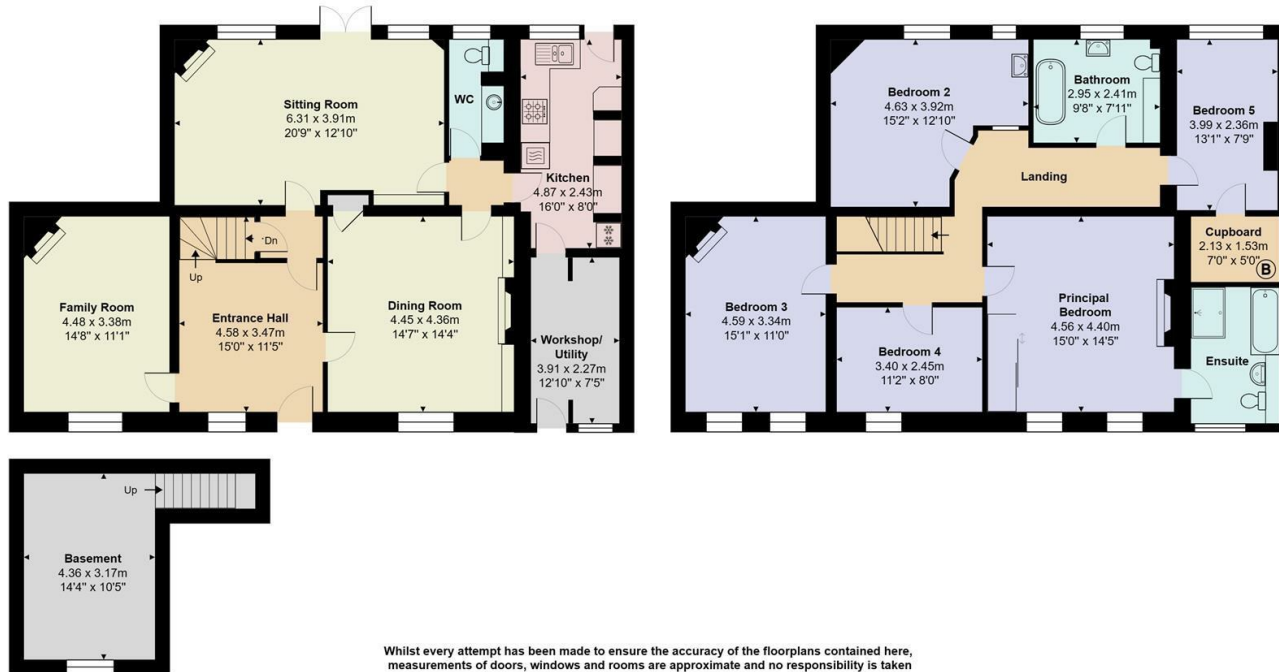 Sitting Room
6.31 x 3.91m
20'9" x 12'10"
WC
Kitchen
4.87 x 2.43m
16'0" x 8'0"
Dn
Up
Family Room
4.48 x 3.38m
14'8" x 11'1"
Entrance Hall
4.58 x 3.47m
15'0" x 11'5"
Dining Room
4.45 x 4.36m
14'7" x 14'4"
Workshop/
Utility
3.91 x 2.27m
12'10" x 7'5"
Bedroom 2
4.63 x 3.92m
15'2" x 12'10"
Bathroom
2.95 x 2.41m
9'8" x 7'11"
Bedroom 5
3.99 x 2.36m
13'1" x 7'9"
Landing
Cupboard
2.13 x 1.53m
7'0" x 5'0"
B
Bedroom 3
4.59 x 3.34m
15'1" x 11'0"
Bedroom 4
3.40 x 2.45m
11'2" x 8'0"
Principal
Bedroom
4.56 x 4.40m
15'0" x 14'5"
Ensuite
Up
Basement
4.36 x 3.17m
14'4" x 10'5"
Whilst every attempt has been made to ensure the accuracy of the floorplans contained here,
measurements of doors, windows and rooms are approximate and no responsibility is taken